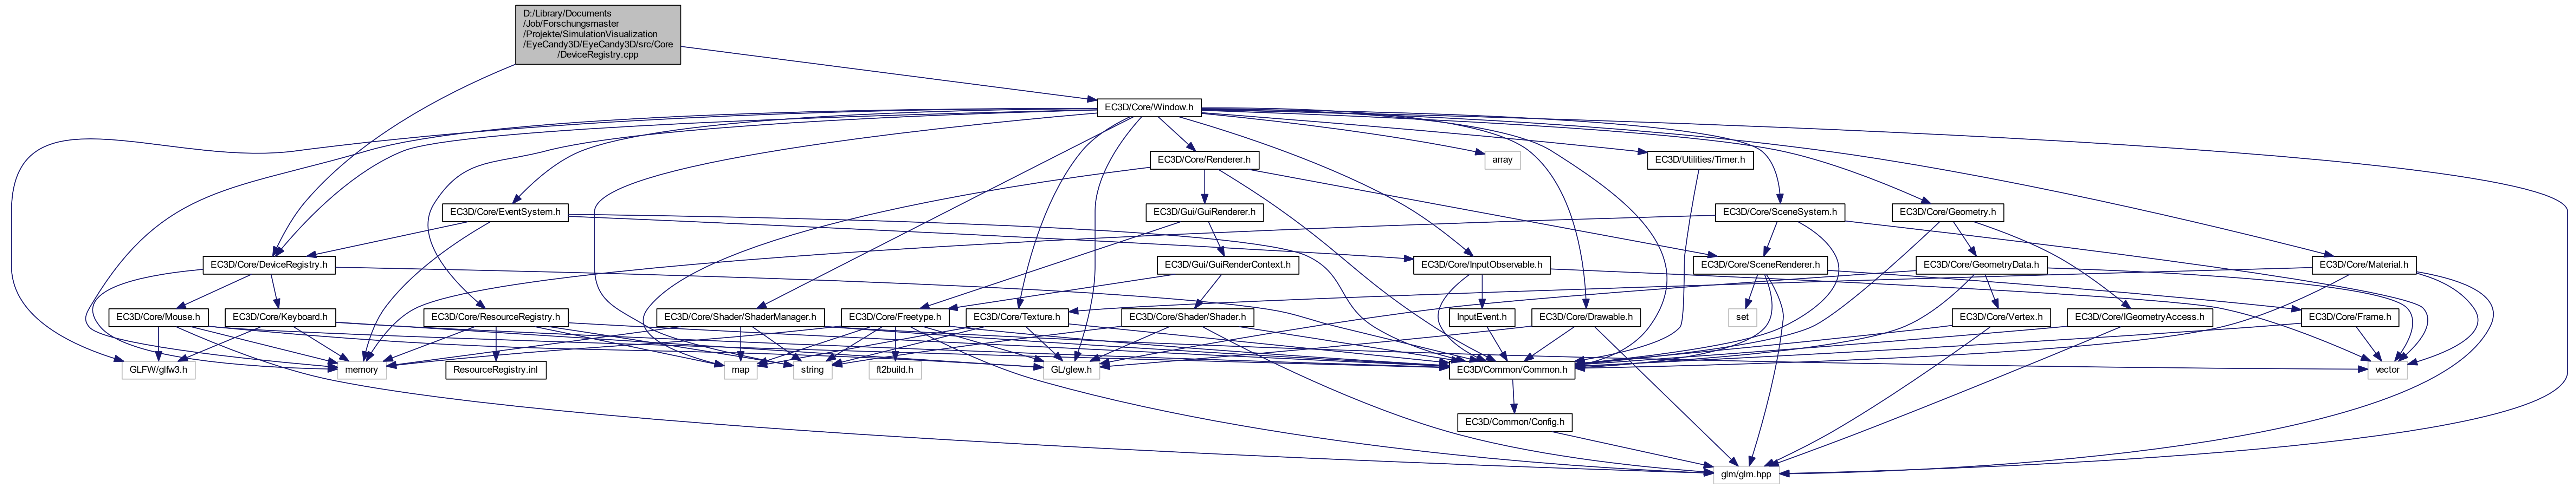 D:/Library/Documents
/Job/Forschungsmaster
/Projekte/SimulationVisualization
/EyeCandy3D/EyeCandy3D/src/Core
/DeviceRegistry.cpp
EC3D/Core/Window.h
EC3D/Core/Renderer.h
array
EC3D/Utilities/Timer.h
EC3D/Core/EventSystem.h
EC3D/Gui/GuiRenderer.h
EC3D/Core/SceneSystem.h
EC3D/Core/Geometry.h
EC3D/Core/DeviceRegistry.h
EC3D/Gui/GuiRenderContext.h
EC3D/Core/InputObservable.h
EC3D/Core/SceneRenderer.h
EC3D/Core/GeometryData.h
EC3D/Core/Material.h
EC3D/Core/Mouse.h
EC3D/Core/Keyboard.h
EC3D/Core/ResourceRegistry.h
EC3D/Core/Shader/ShaderManager.h
EC3D/Core/Freetype.h
EC3D/Core/Texture.h
EC3D/Core/Shader/Shader.h
InputEvent.h
EC3D/Core/Drawable.h
set
EC3D/Core/Vertex.h
EC3D/Core/IGeometryAccess.h
EC3D/Core/Frame.h
GLFW/glfw3.h
memory
ResourceRegistry.inl
map
string
ft2build.h
GL/glew.h
EC3D/Common/Common.h
vector
EC3D/Common/Config.h
glm/glm.hpp